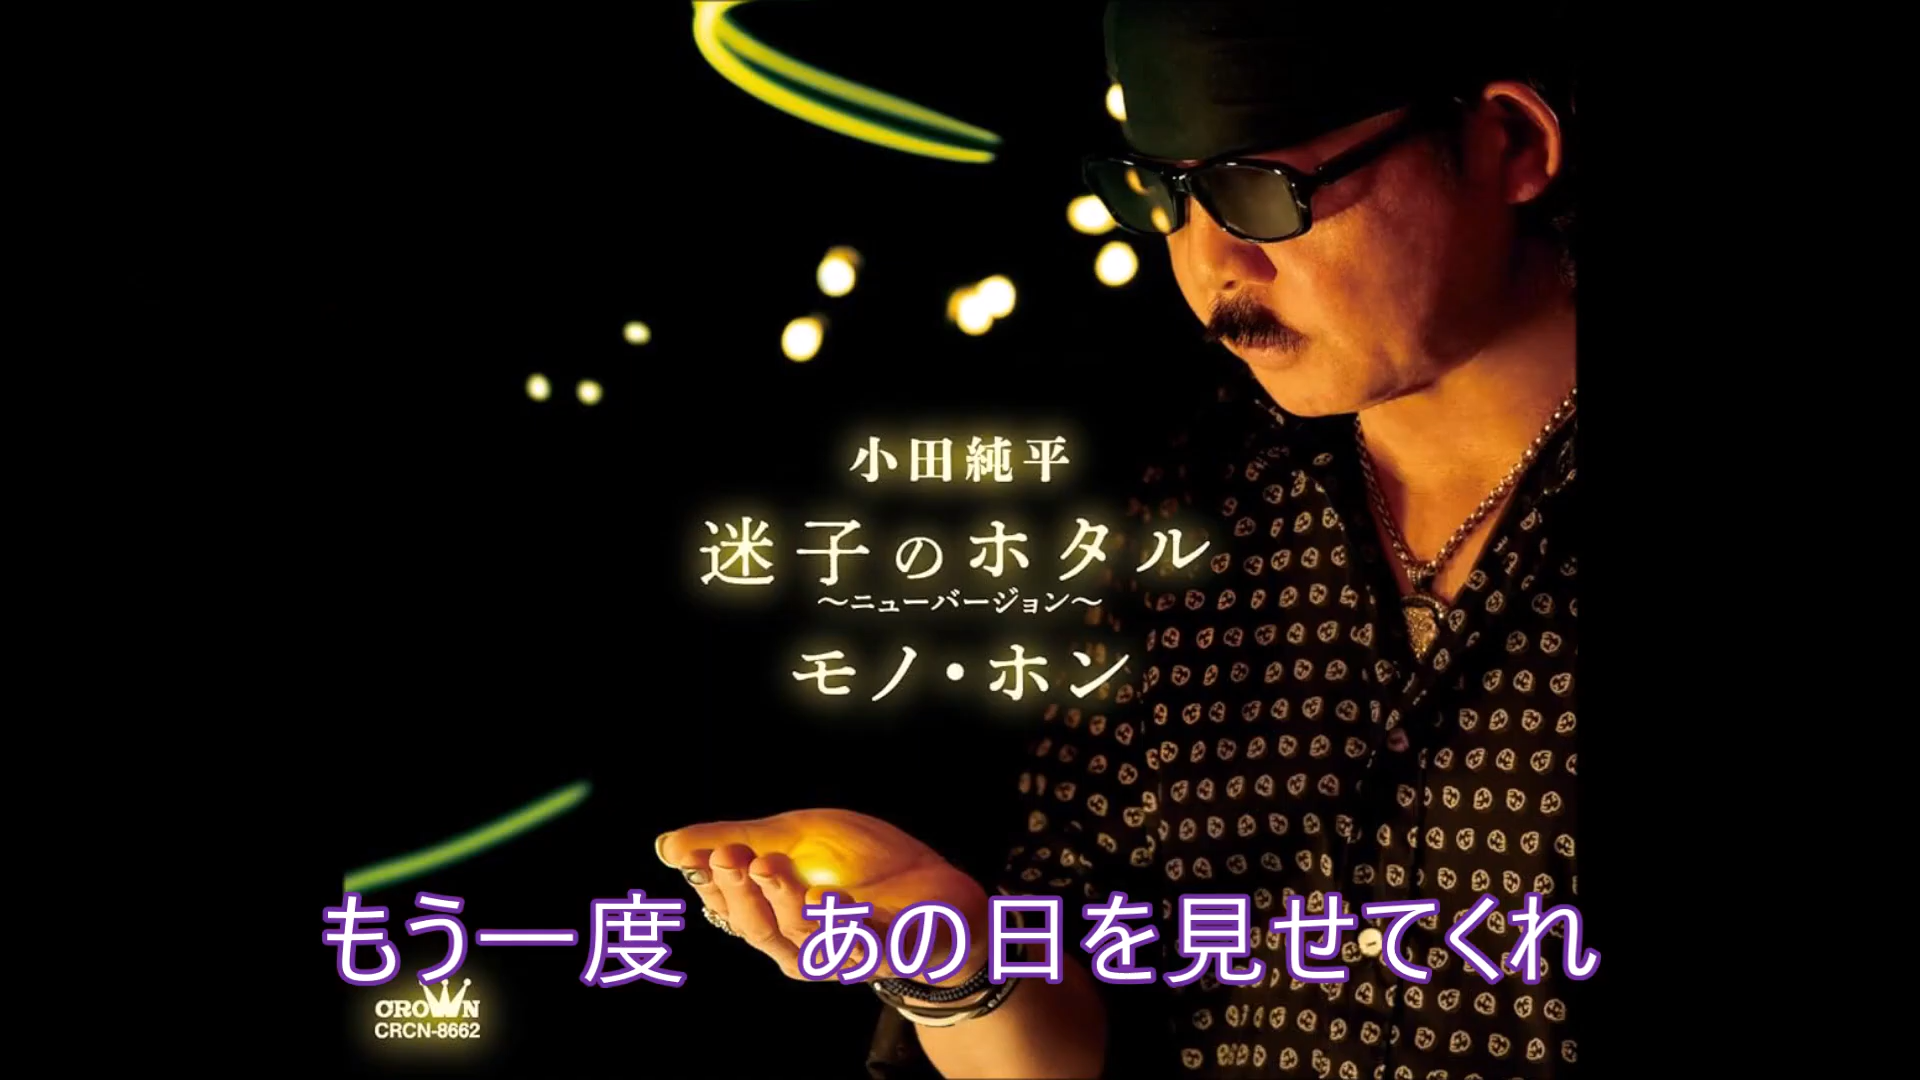 小田純平
迷子のホタル
～ニューバージョン～
モノ・ホン
もう一度　あの日を見せてくれ
CROWN
CRCN-8662